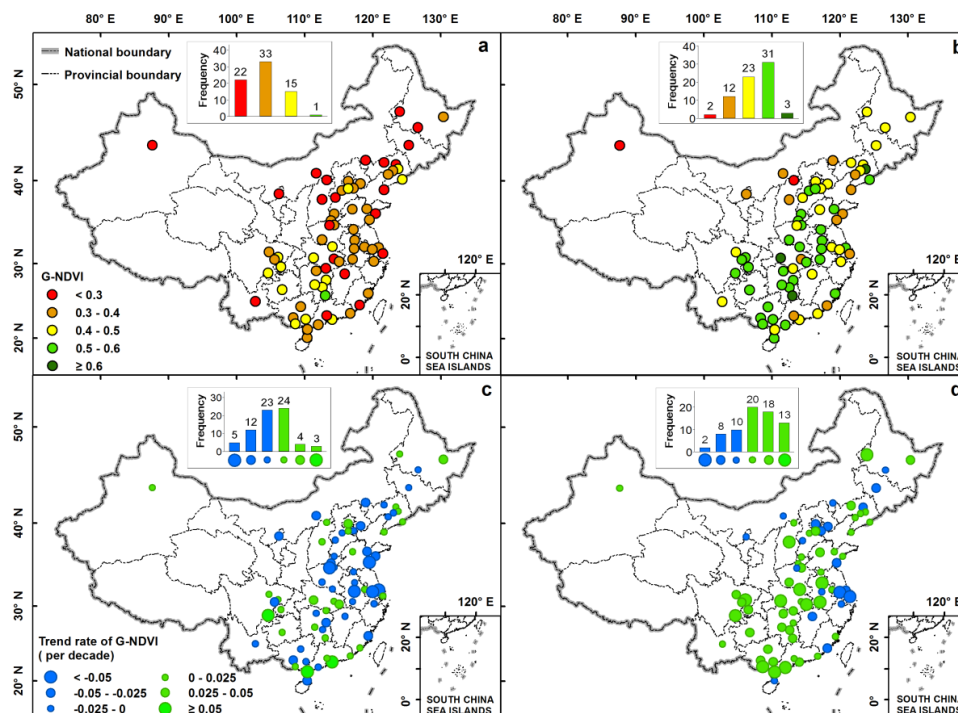 70° E 80° E 90° E 100° E 110° E 120° E 130° E 80° E 90° E 100° E 110° E 120° E 130° E
National boundary
Provincial boundary
a
Frequency
40
30
20
10
0
22
33
15
1
50° N
40° N
30° N
20° N
G-NDVI
< 0.3
0.3 - 0.4
0.4 - 0.5
0.5 - 0.6
≥ 0.6
120° E
20° N
0°
SOUTH CHINA
SEA ISLANDS
Frequency
40
30
20
10
0
2
12
23
31
3
120° E
20° N
0°
SOUTH CHINA
SEA ISLANDS
c
Frequency
30
20
10
0
5
12
23
24
4
3
50° N
40° N
30° N
20° N
Trend rate of G-NDVI
( per decade)
< -0.05
-0.05 - -0.025
-0.025 - 0
0 - 0.025
0.025 - 0.05
≥ 0.05
120° E
20° N
0°
SOUTH CHINA
SEA ISLANDS
Frequency
20
10
0
2
8
10
20
18
13
120° E
20° N
0°
SOUTH CHINA
SEA ISLANDS